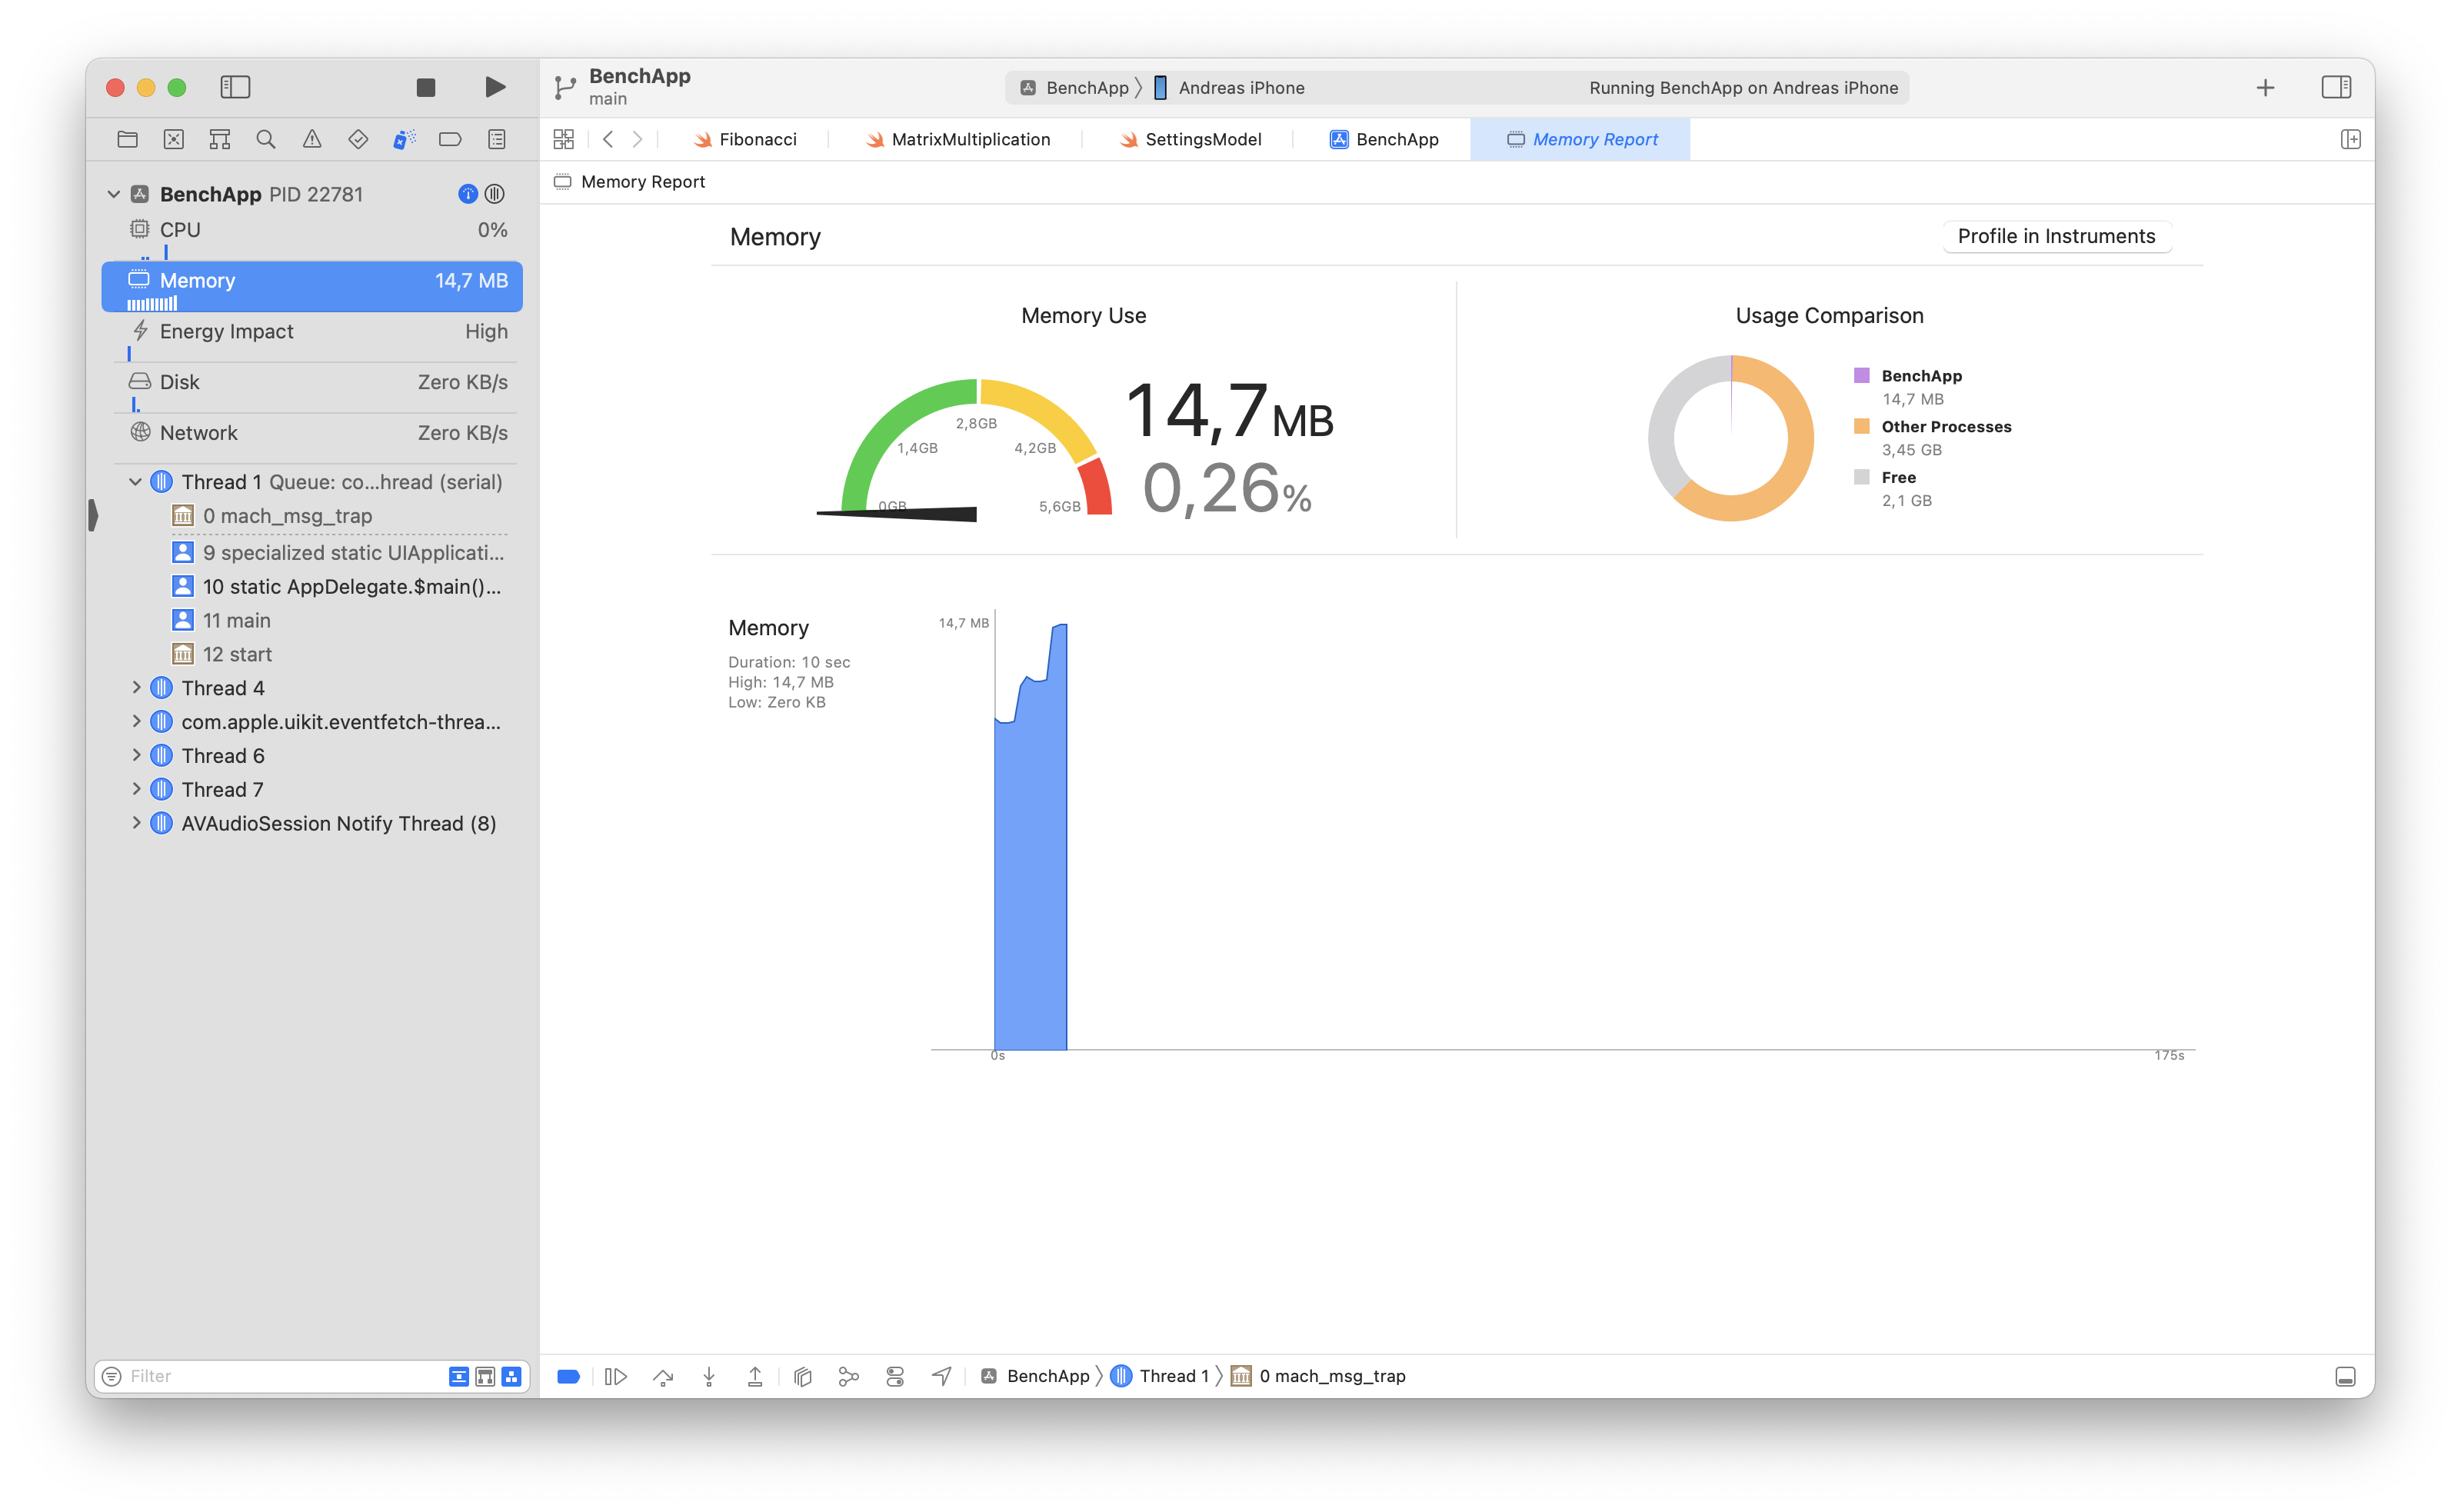 BenchApp
main
BenchApp
Andreas iPhone
Running BenchApp on Andreas iPhone
Fibonacci
MatrixMultiplication
SettingsModel
BenchApp
Memory Report
Memory Report
BenchApp PID 22781
CPU 0%
Memory 14,7 MB
Energy Impact High
Disk Zero KB/s
Network Zero KB/s
Thread 1 Queue: co...hread (serial)
0 mach_msg_trap
9 specialized static UIApplicati...
10 static AppDelegate.$main()...
11 main
12 start
Thread 4
com.apple.uikit.eventfetch-threa...
Thread 6
Thread 7
AVAudioSession Notify Thread (8)
Filter
Memory
Profile in Instruments
Memory Use
0GB
1,4GB
2,8GB
4,2GB
5,6GB
14,7 MB
0,26%
Usage Comparison
BenchApp
14,7 MB
Other Processes
3,45 GB
Free
2,1 GB
Memory
Duration: 10 sec
High: 14,7 MB
Low: Zero KB
14,7 MB
0s
175s
BenchApp
Thread 1
0 mach_msg_trap